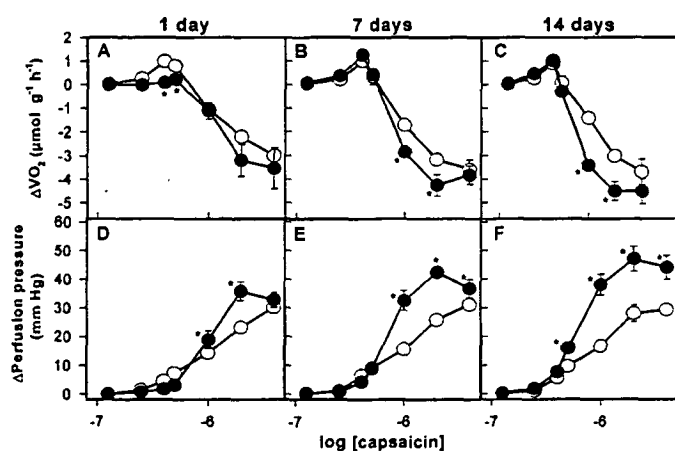 1 day 7 days 14 days
A B C
2
1
0
-1
-2
-3
-4
-5
ΔVO₂ (μmol g⁻¹ h⁻¹)
* *
* *
* *
D E F
60
50
40
30
20
10
0
ΔPerfusion pressure
(mm Hg)
* *
* * *
* * * * *
-7 -6 -7 -6 -7 -6
log [capsaicin]